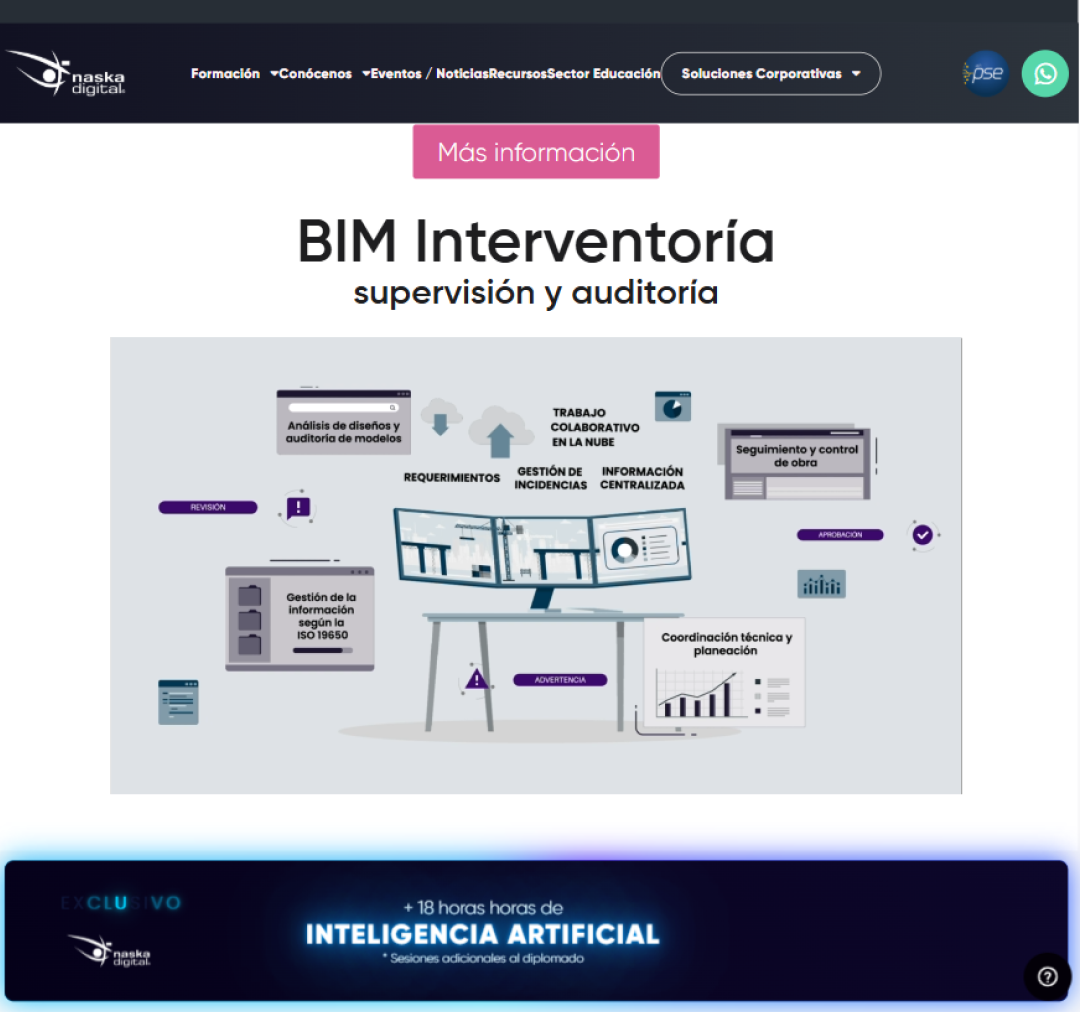 naska
digital.
Formación
Conócenos
Eventos / Noticias
Recursos
Sector Educación
Soluciones Corporativas
pse
Más información
BIM Interventoría
supervisión y auditoría
Análisis de diseños y
auditoría de modelos
TRABAJO
COLABORATIVO
EN LA NUBE
Seguimiento y control
de obra
REQUERIMIENTOS
GESTIÓN DE
INCIDENCIAS
INFORMACIÓN
CENTRALIZADA
REVISIÓN
APROBACIÓN
Gestión de la
información
según la
ISO 19650
Coordinación técnica y
planeación
ADVERTENCIA
EXCLUSIVO
naska
digital.
+ 18 horas horas de
INTELIGENCIA ARTIFICIAL
* Sesiones adicionales al diplomado